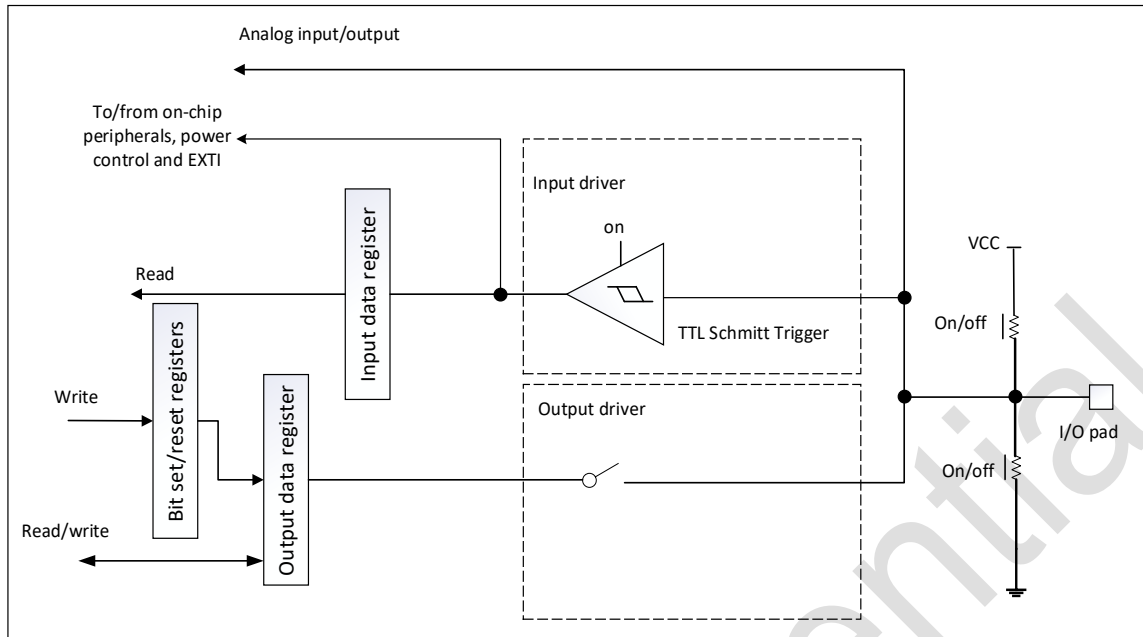 Analog input/output
To/from on-chip
peripherals, power
control and EXTI
Input driver
on
Input data register
VCC
Read
On/off
TTL Schmitt Trigger
Bit set/reset registers
Output data register
Write
Output driver
I/O pad
On/off
Read/write
ential